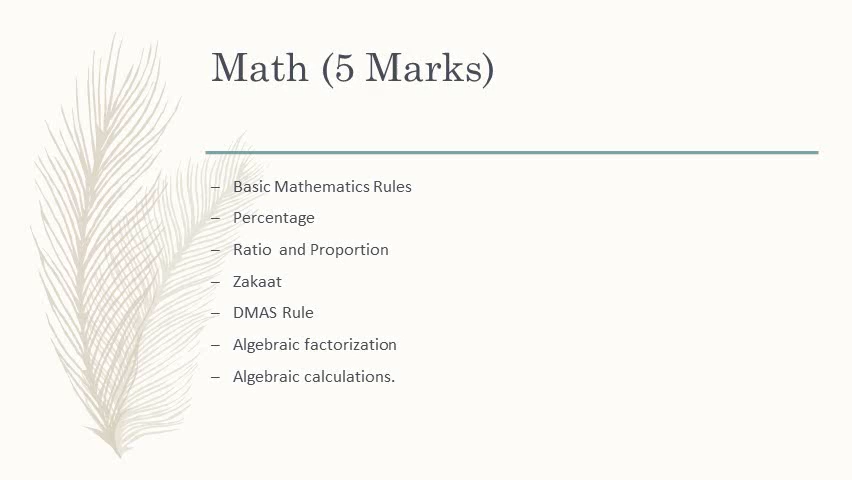 Math (5 Marks)
– Basic Mathematics Rules
– Percentage
– Ratio and Proportion
– Zakaat
– DMAS Rule
– Algebraic factorization
– Algebraic calculations.